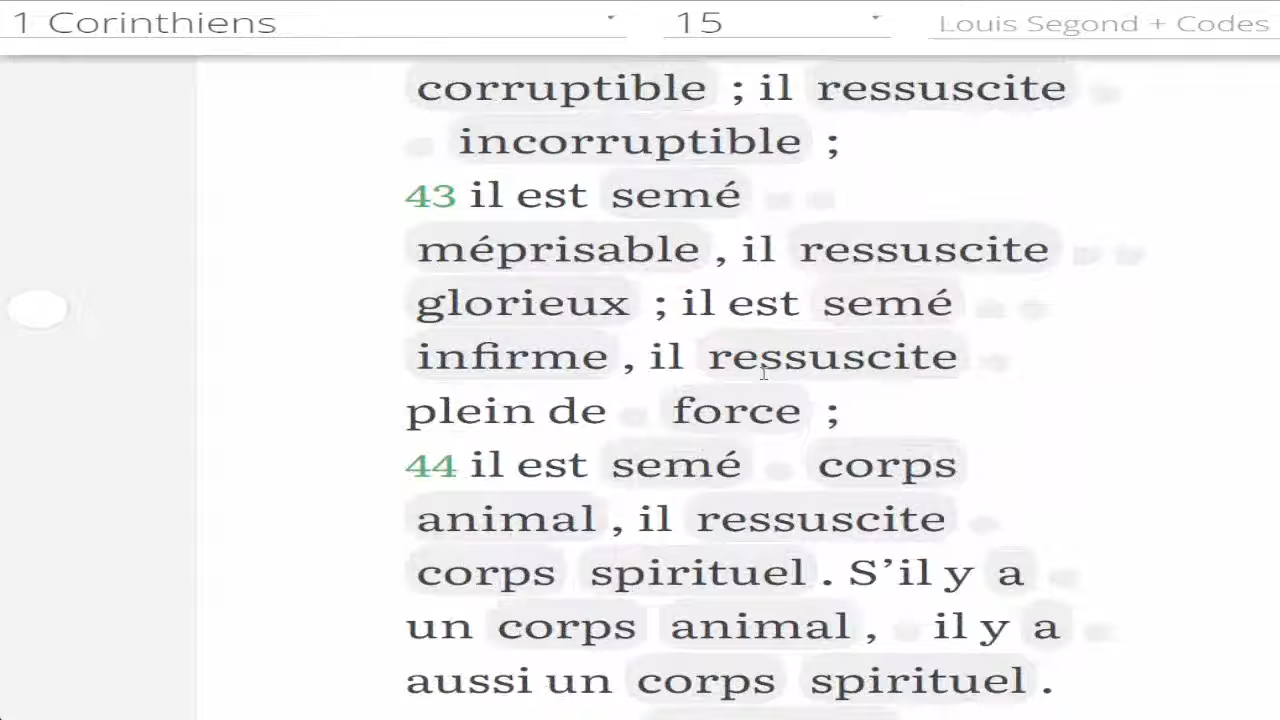 1 Corinthiens 15 Louis Segond + Codes
corruptible ; il ressuscite
incorruptible ;
43 il est semé
méprisable , il ressuscite
glorieux ; il est semé
infirme , il ressuscite
plein de force ;
44 il est semé corps
animal , il ressuscite
corps spirituel . S’il y a
un corps animal , il y a
aussi un corps spirituel .